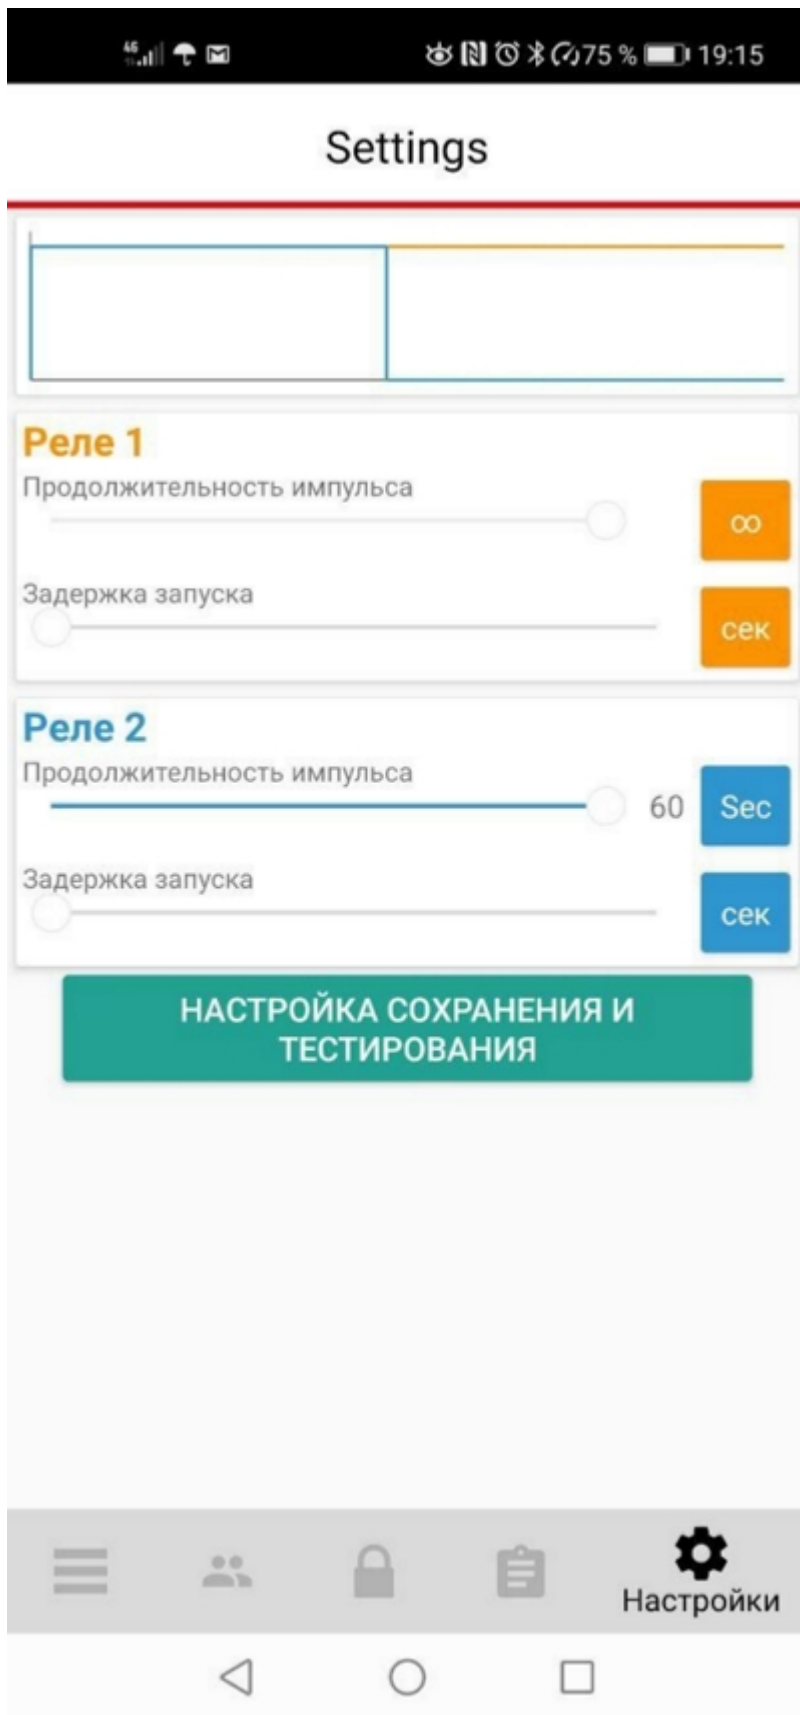 4G 75 % 19:15
Settings
Реле 1
Продолжительность импульса
∞
Задержка запуска
сек
Реле 2
Продолжительность импульса
60 Sec
Задержка запуска
сек
НАСТРОЙКА СОХРАНЕНИЯ И
ТЕСТИРОВАНИЯ
Настройки